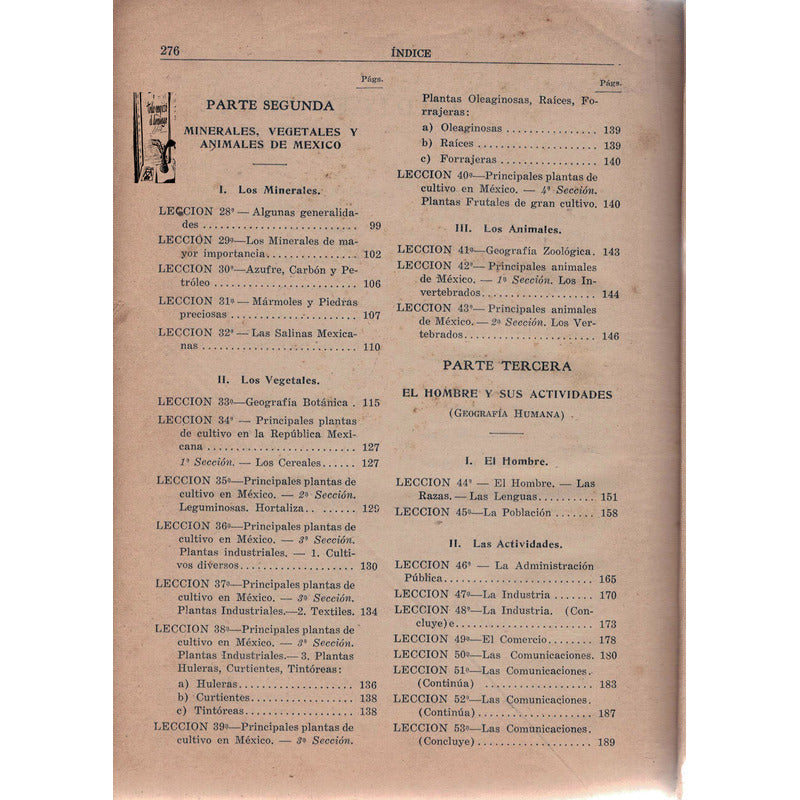 276
ÍNDICE
Págs.
PARTE SEGUNDA
MINERALES, VEGETALES Y
ANIMALES DE MEXICO
I. Los Minerales.
LECCION 28ª — Algunas generalida-
des ........................... 99
LECCIÓN 29ª—Los Minerales de ma-
yor importancia................ 102
LECCION 30ª—Azufre, Carbón y Pe-
tróleo ......................... 106
LECCION 31ª — Mármoles y Piedras
preciosas ...................... 107
LECCION 32ª — Las Salinas Mexica-
nas ........................... 110
II. Los Vegetales.
LECCION 33ª—Geografía Botánica . 115
LECCION 34ª — Principales plantas
de cultivo en la República Mexi-
cana .......................... 127
1ª Sección. — Los Cereales...... 127
LECCION 35ª—Principales plantas de
cultivo en México. — 2ª Sección.
Leguminosas. Hortaliza.. ....... 129
LECCION 36ª—Principales plantas de
cultivo en México. — 3ª Sección.
Plantas industriales. — 1. Culti-
vos diversos................... 130
LECCION 37ª—Principales plantas de
cultivo en México. — 3ª Sección.
Plantas Industriales.—2. Textiles. 134
LECCION 38ª—Principales plantas de
cultivo en México. — 3ª Sección.
Plantas Industriales.— 3. Plantas
Huleras, Curtientes, Tintóreas:
a) Huleras.................... 136
b) Curtientes.................. 138
c) Tintóreas................... 138
LECCION 39ª—Principales plantas de
cultivo en México. — 3ª Sección.
Págs.
Plantas Oleaginosas, Raíces, Fo-
rrajeras:
a) Oleaginosas ................ 139
b) Raíces ..................... 139
c) Forrajeras ................. 140
LECCION 40ª—Principales plantas de
cultivo en México. — 4ª Sección.
Plantas Frutales de gran cultivo. 140
III. Los Animales.
LECCION 41ª—Geografía Zoológica. 143
LECCION 42ª— Principales animales
de México. — 1ª Sección. Los In-
vertebrados.................... 144
LECCION 43ª— Principales animales
de México. — 2ª Sección. Los Ver-
tebrados....................... 146
PARTE TERCERA
EL HOMBRE Y SUS ACTIVIDADES
(GEOGRAFÍA HUMANA) .
I. El Hombre.
LECCION 44ª — El Hombre. — Las
Razas. — Las Lenguas.......... 151
LECCION 45ª—La Población ....... 158
II. Las Actividades.
LECCION 46ª — La Administración
Pública........................ 165
LECCION 47ª—La Industria ....... 170
LECCION 48ª—La Industria. (Con-
cluye)e........................ 173
LECCION 49ª—El Comercio........ 178
LECCION 50ª—Las Comunicaciones. 180
LECCION 51ª—Las Comunicaciones.
(Continúa) .................... 183
LECCION 52ª—Las Comunicaciones.
(Continúa)..................... 187
LECCION 53ª—Las Comunicaciones.
(Concluye)..................... 189